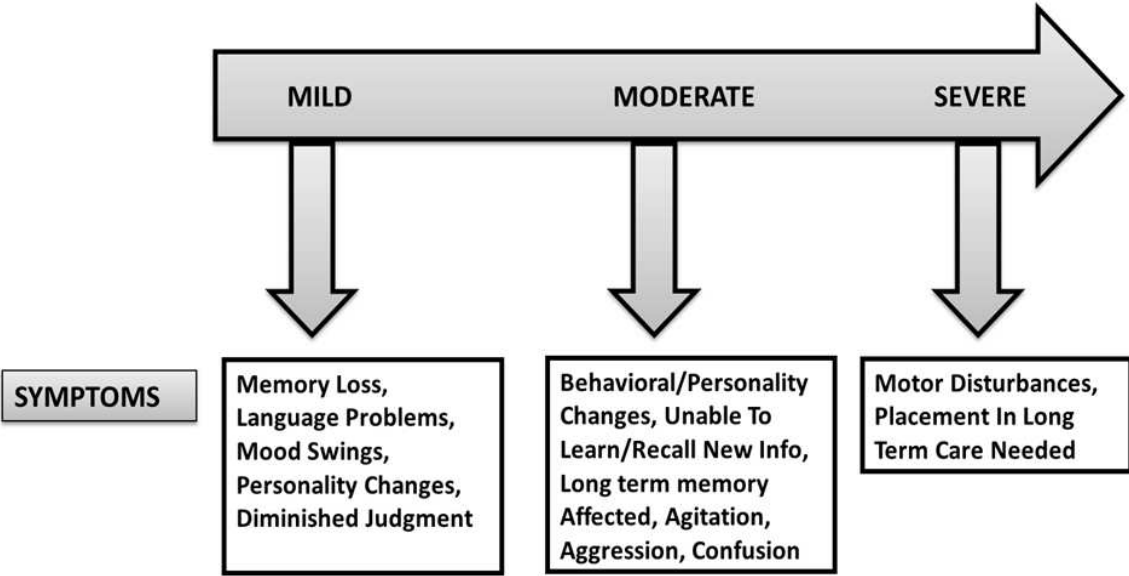 MILD
MODERATE
SEVERE
SYMPTOMS
Memory Loss,
Language Problems,
Mood Swings,
Personality Changes,
Diminished Judgment
Behavioral/Personality
Changes, Unable To
Learn/Recall New Info,
Long term memory
Affected, Agitation,
Aggression, Confusion
Motor Disturbances,
Placement In Long
Term Care Needed